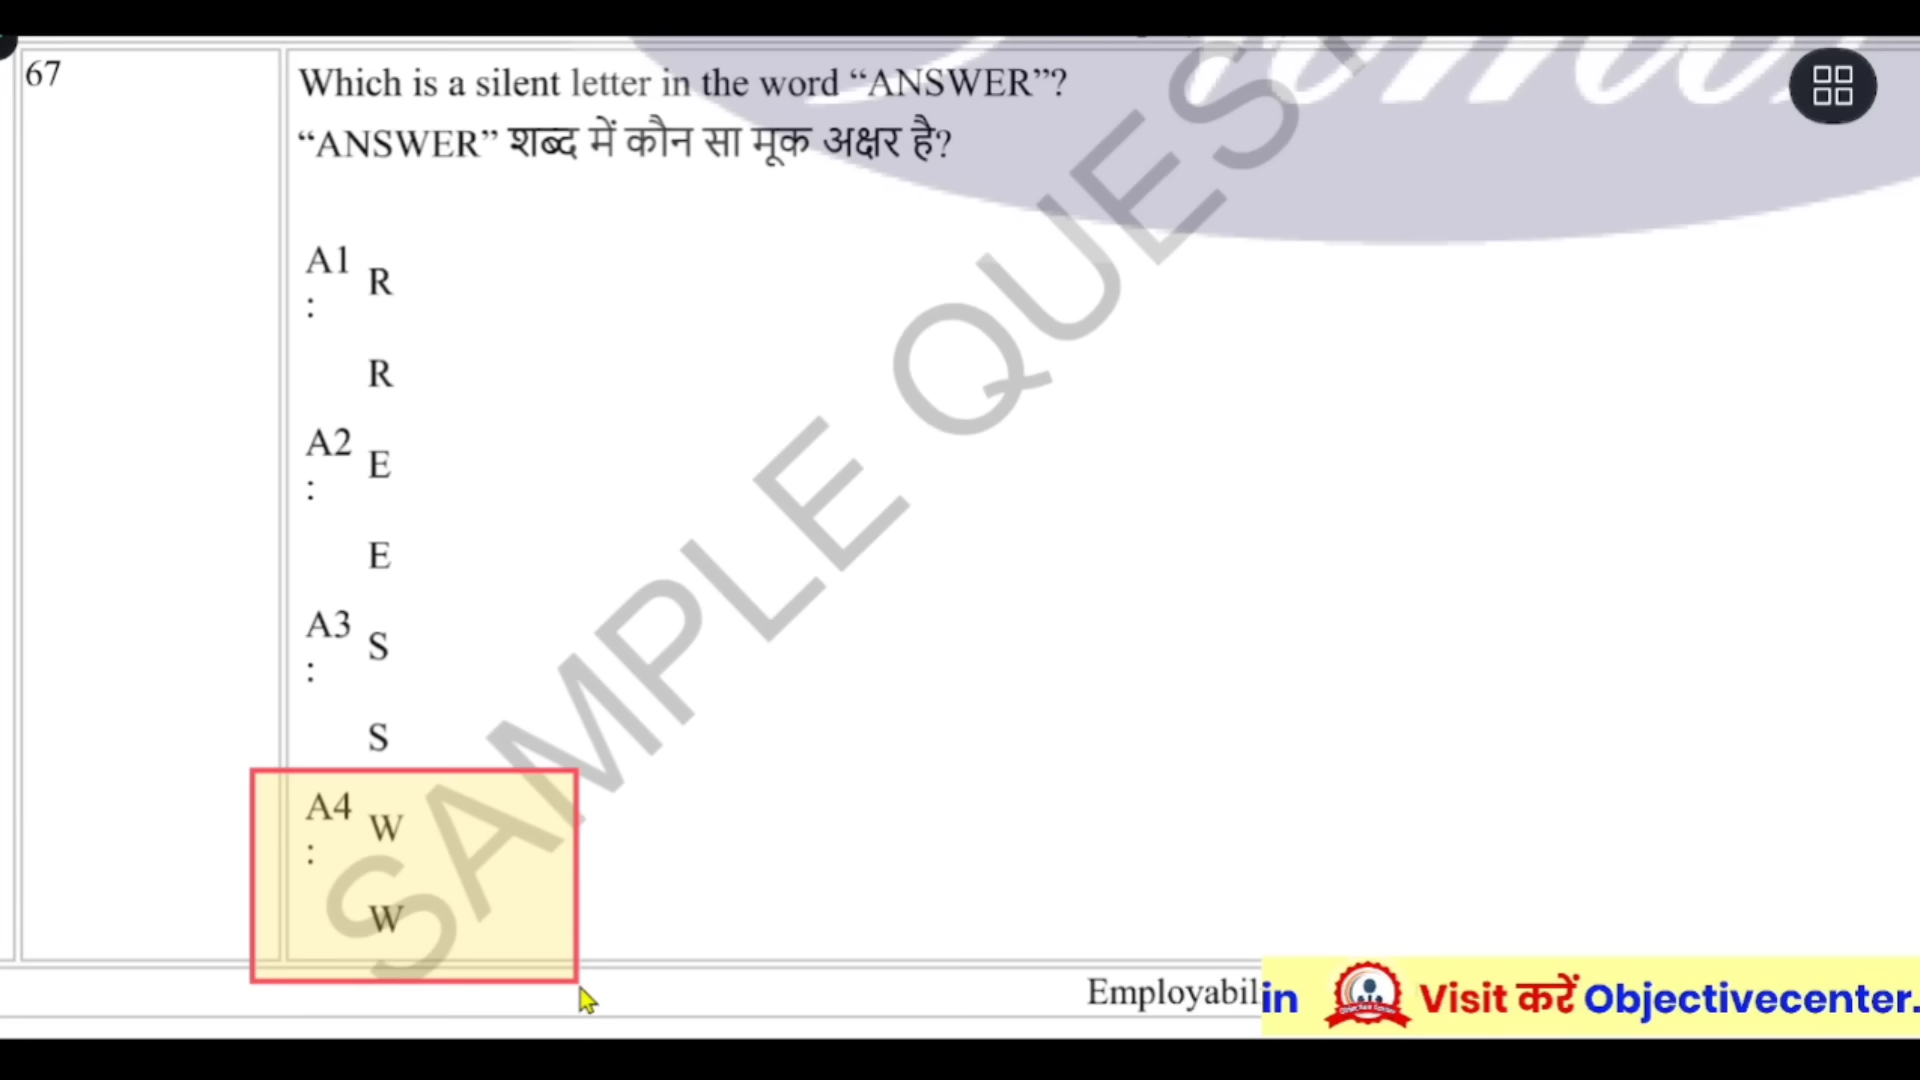 67
Which is a silent letter in the word “ANSWER”?
“ANSWER” शब्द में कौन सा मूक अक्षर है?
A1
:
R
R
A2
:
E
E
A3
:
S
S
A4
:
W
W
SAMPLE QUEST
Employabil
in
Visit करें Objectivecenter.